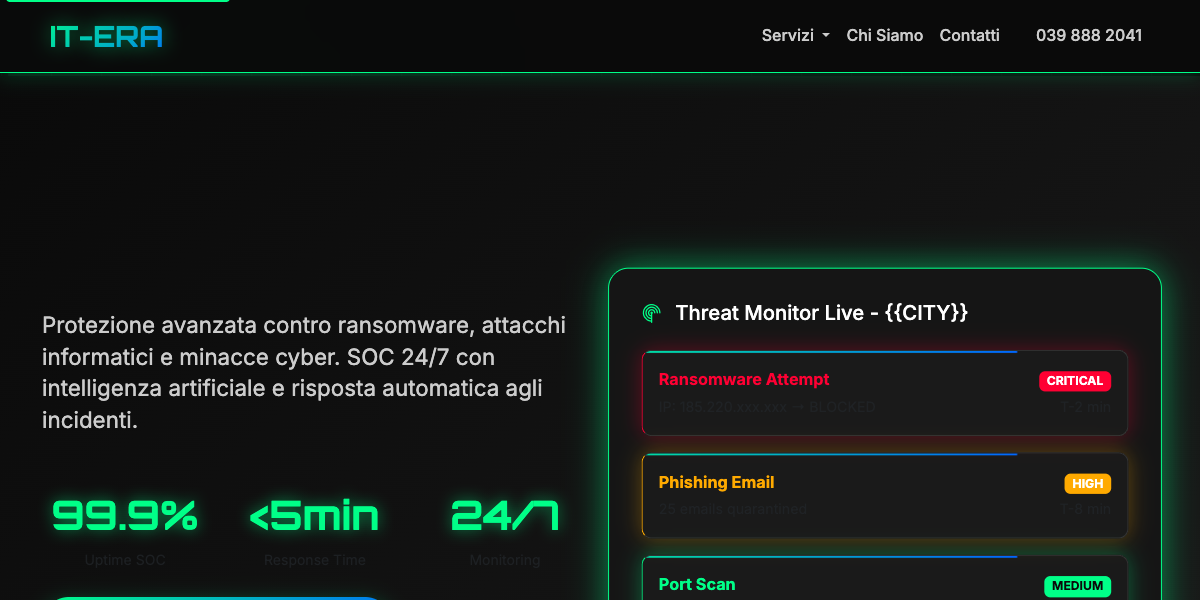 IT-ERA
Servizi Chi Siamo Contatti 039 888 2041
Protezione avanzata contro ransomware, attacchi
informatici e minacce cyber. SOC 24/7 con
intelligenza artificiale e risposta automatica agli
incidenti.
99.9% <5min 24/7
Uptime SOC Response Time Monitoring
Threat Monitor Live - {{CITY}}
Ransomware Attempt CRITICAL
IP: 185.220.xxx.xxx → BLOCKED T-2 min
Phishing Email HIGH
25 emails quarantined T-8 min
Port Scan MEDIUM